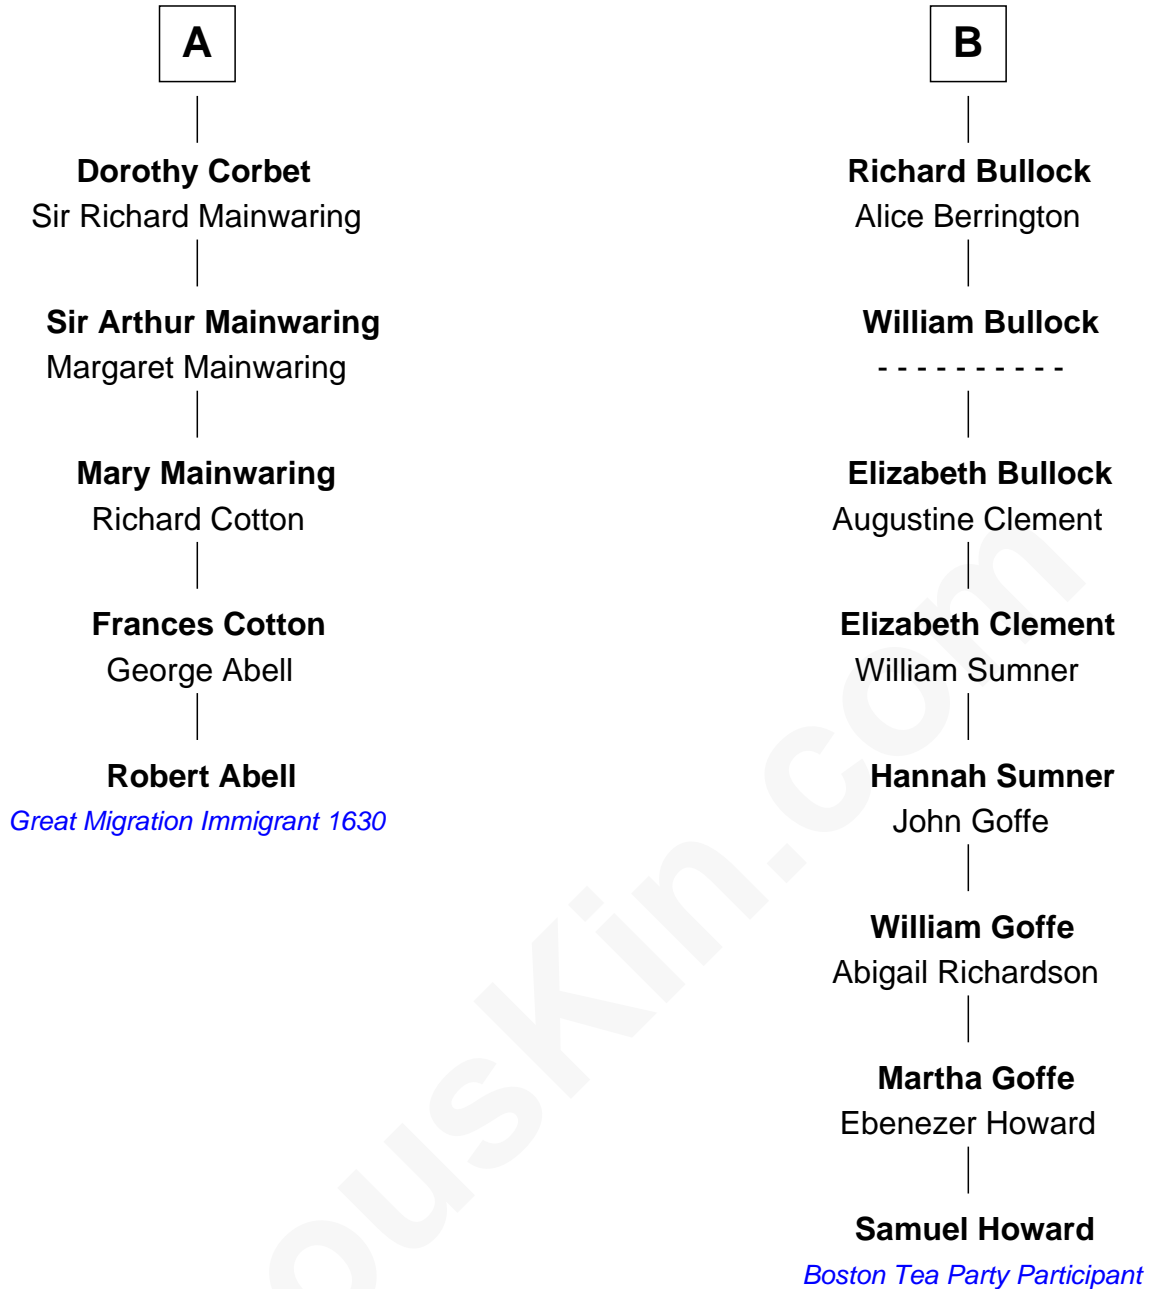 A
Dorothy Corbet
Sir Richard Mainwaring
Sir Arthur Mainwaring
Margaret Mainwaring
Mary Mainwaring
Richard Cotton
Frances Cotton
George Abell
Robert Abell
Great Migration Immigrant 1630
B
Richard Bullock
Alice Berrington
William Bullock
- - - - - - - - - -
Elizabeth Bullock
Augustine Clement
Elizabeth Clement
William Sumner
Hannah Sumner
John Goffe
William Goffe
Abigail Richardson
Martha Goffe
Ebenezer Howard
Samuel Howard
Boston Tea Party Participant
ousKin.com